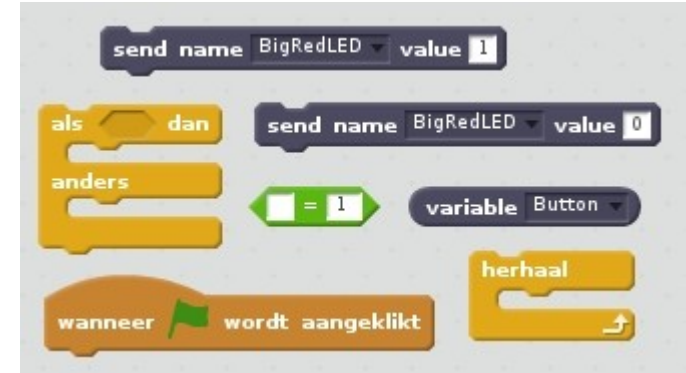 send name BigRedLED value 1
als dan
send name BigRedLED value 0
anders
= 1
variable Button
herhaal
wanneer wordt aangeklikt